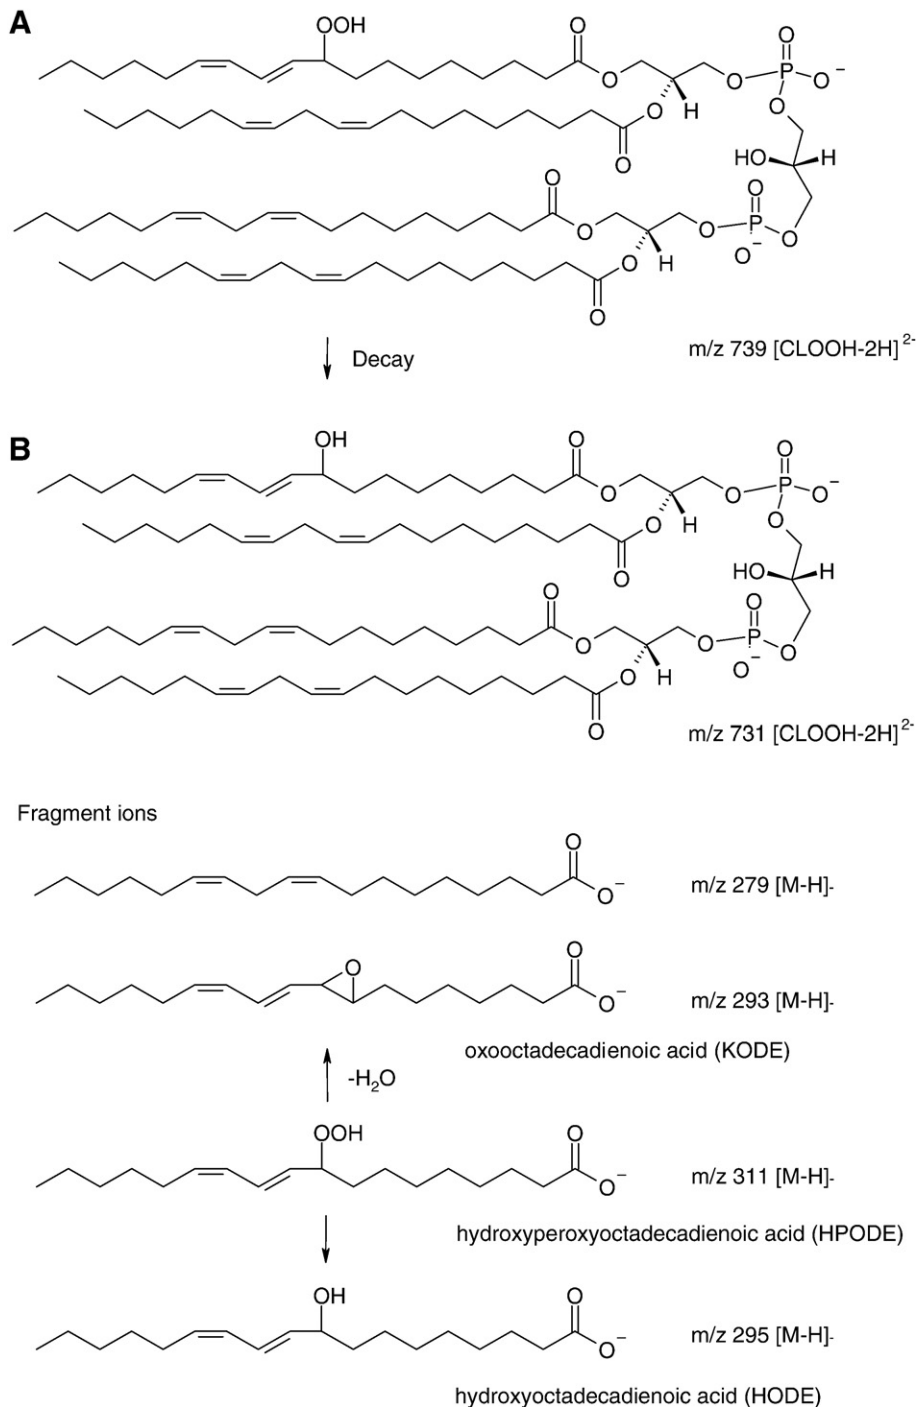 A
OOH
O
O
O
P
O
−
O
H
O
O
O
HO
H
O
O
O
P
O
O
−
O
H
O
O
m/z 739 [CLOOH-2H]2-
Decay
B
OH
O
O
O
P
O
−
O
H
O
O
O
HO
H
O
O
O
P
O
O
−
O
H
O
O
m/z 731 [CLOOH-2H]2-
Fragment ions
O
O−
m/z 279 [M-H]-
O
O
O−
m/z 293 [M-H]-
oxooctadecadienoic acid (KODE)
-H2O
OOH
O
O−
m/z 311 [M-H]-
hydroxyperoxyoctadecadienoic acid (HPODE)
OH
O
O−
m/z 295 [M-H]-
hydroxyoctadecadienoic acid (HODE)